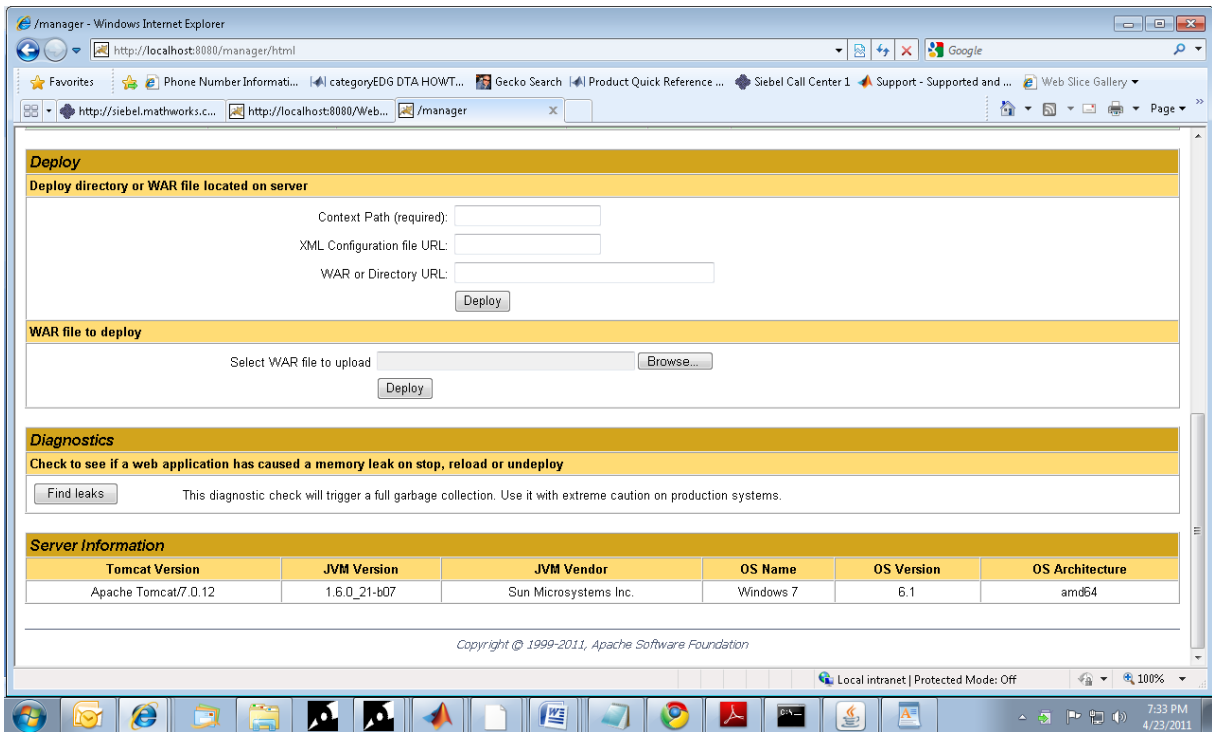 /manager - Windows Internet Explorer
http://localhost:8080/manager/html
Google
Favorites
Phone Number Informati...
categoryEDG DTA HOWT...
Gecko Search
Product Quick Reference ...
Siebel Call Center 1
Support - Supported and ...
Web Slice Gallery
http://siebel.mathworks.c...
http://localhost:8080/Web...
/manager
Page
Deploy
Deploy directory or WAR file located on server
Context Path (required):
XML Configuration file URL:
WAR or Directory URL:
Deploy
WAR file to deploy
Select WAR file to upload
Browse...
Deploy
Diagnostics
Check to see if a web application has caused a memory leak on stop, reload or undeploy
Find leaks
This diagnostic check will trigger a full garbage collection. Use it with extreme caution on production systems.
Server Information
Tomcat Version JVM Version JVM Vendor OS Name OS Version OS Architecture
Apache Tomcat/7.0.12 1.6.0_21-b07 Sun Microsystems Inc. Windows 7 6.1 amd64
Copyright © 1999-2011, Apache Software Foundation
Local intranet | Protected Mode: Off
100%
7:33 PM
4/23/2011